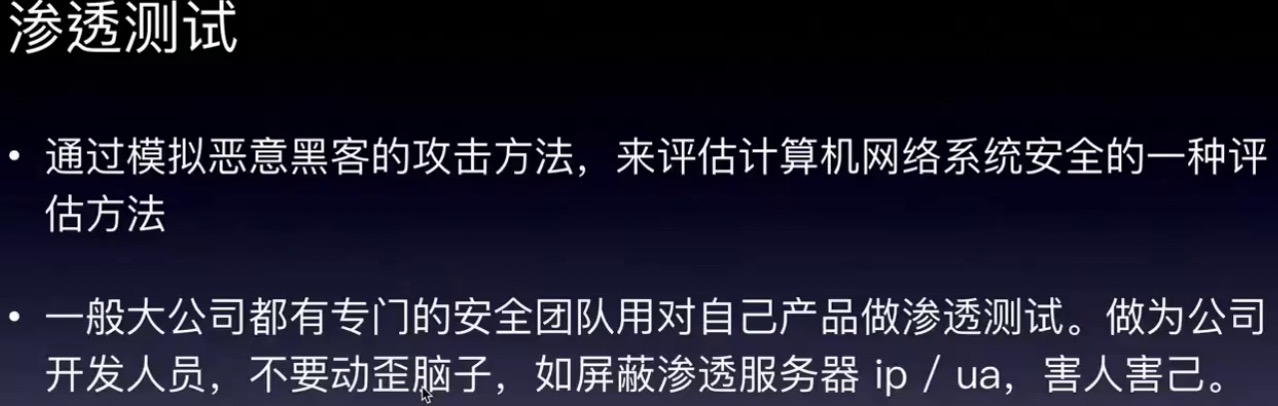 渗透测试
• 通过模拟恶意黑客的攻击方法，来评估计算机网络系统安全的一种评
估方法
• 一般大公司都有专门的安全团队用对自己产品做渗透测试。做为公司
开发人员，不要动歪脑子，如屏蔽渗透服务器 ip / ua，害人害己。